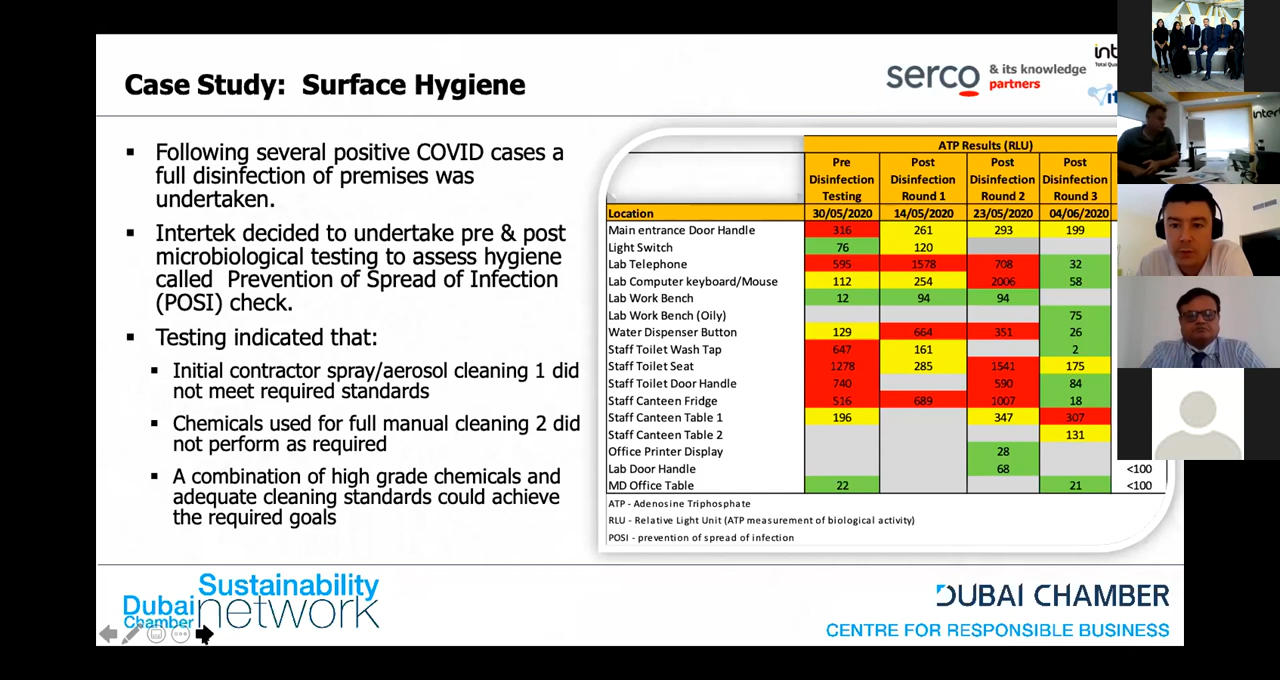 Case Study: Surface Hygiene
serco & its knowledge
partners
▪ Following several positive COVID cases a
full disinfection of premises was
undertaken.
▪ Intertek decided to undertake pre & post
microbiological testing to assess hygiene
called Prevention of Spread of Infection
(POSI) check.
▪ Testing indicated that:
▪ Initial contractor spray/aerosol cleaning 1 did
not meet required standards
▪ Chemicals used for full manual cleaning 2 did
not perform as required
▪ A combination of high grade chemicals and
adequate cleaning standards could achieve
the required goals
ATP Results (RLU)
Pre Disinfection Testing Post Disinfection Round 1 Post Disinfection Round 2 Post Disinfection Round 3
Location 30/05/2020 14/05/2020 23/05/2020 04/06/2020
Main entrance Door Handle 316 261 293 199
Light Switch 76 120
Lab Telephone 595 1578 708 32
Lab Computer keyboard/Mouse 112 254 2006 58
Lab Work Bench 12 94 94
Lab Work Bench (Oily) 75
Water Dispenser Button 129 664 351 26
Staff Toilet Wash Tap 647 161 2
Staff Toilet Seat 1278 285 1541 175
Staff Toilet Door Handle 740 590 84
Staff Canteen Fridge 516 689 1007 18
Staff Canteen Table 1 196 347 307
Staff Canteen Table 2 131
Office Printer Display 28
Lab Door Handle 68 <100
MD Office Table 22 21 <100
ATP - Adenosine Triphosphate
RLU - Relative Light Unit (ATP measurement of biological activity)
POSI - prevention of spread of infection
Dubai Chamber Sustainability network
DUBAI CHAMBER
CENTRE FOR RESPONSIBLE BUSINESS